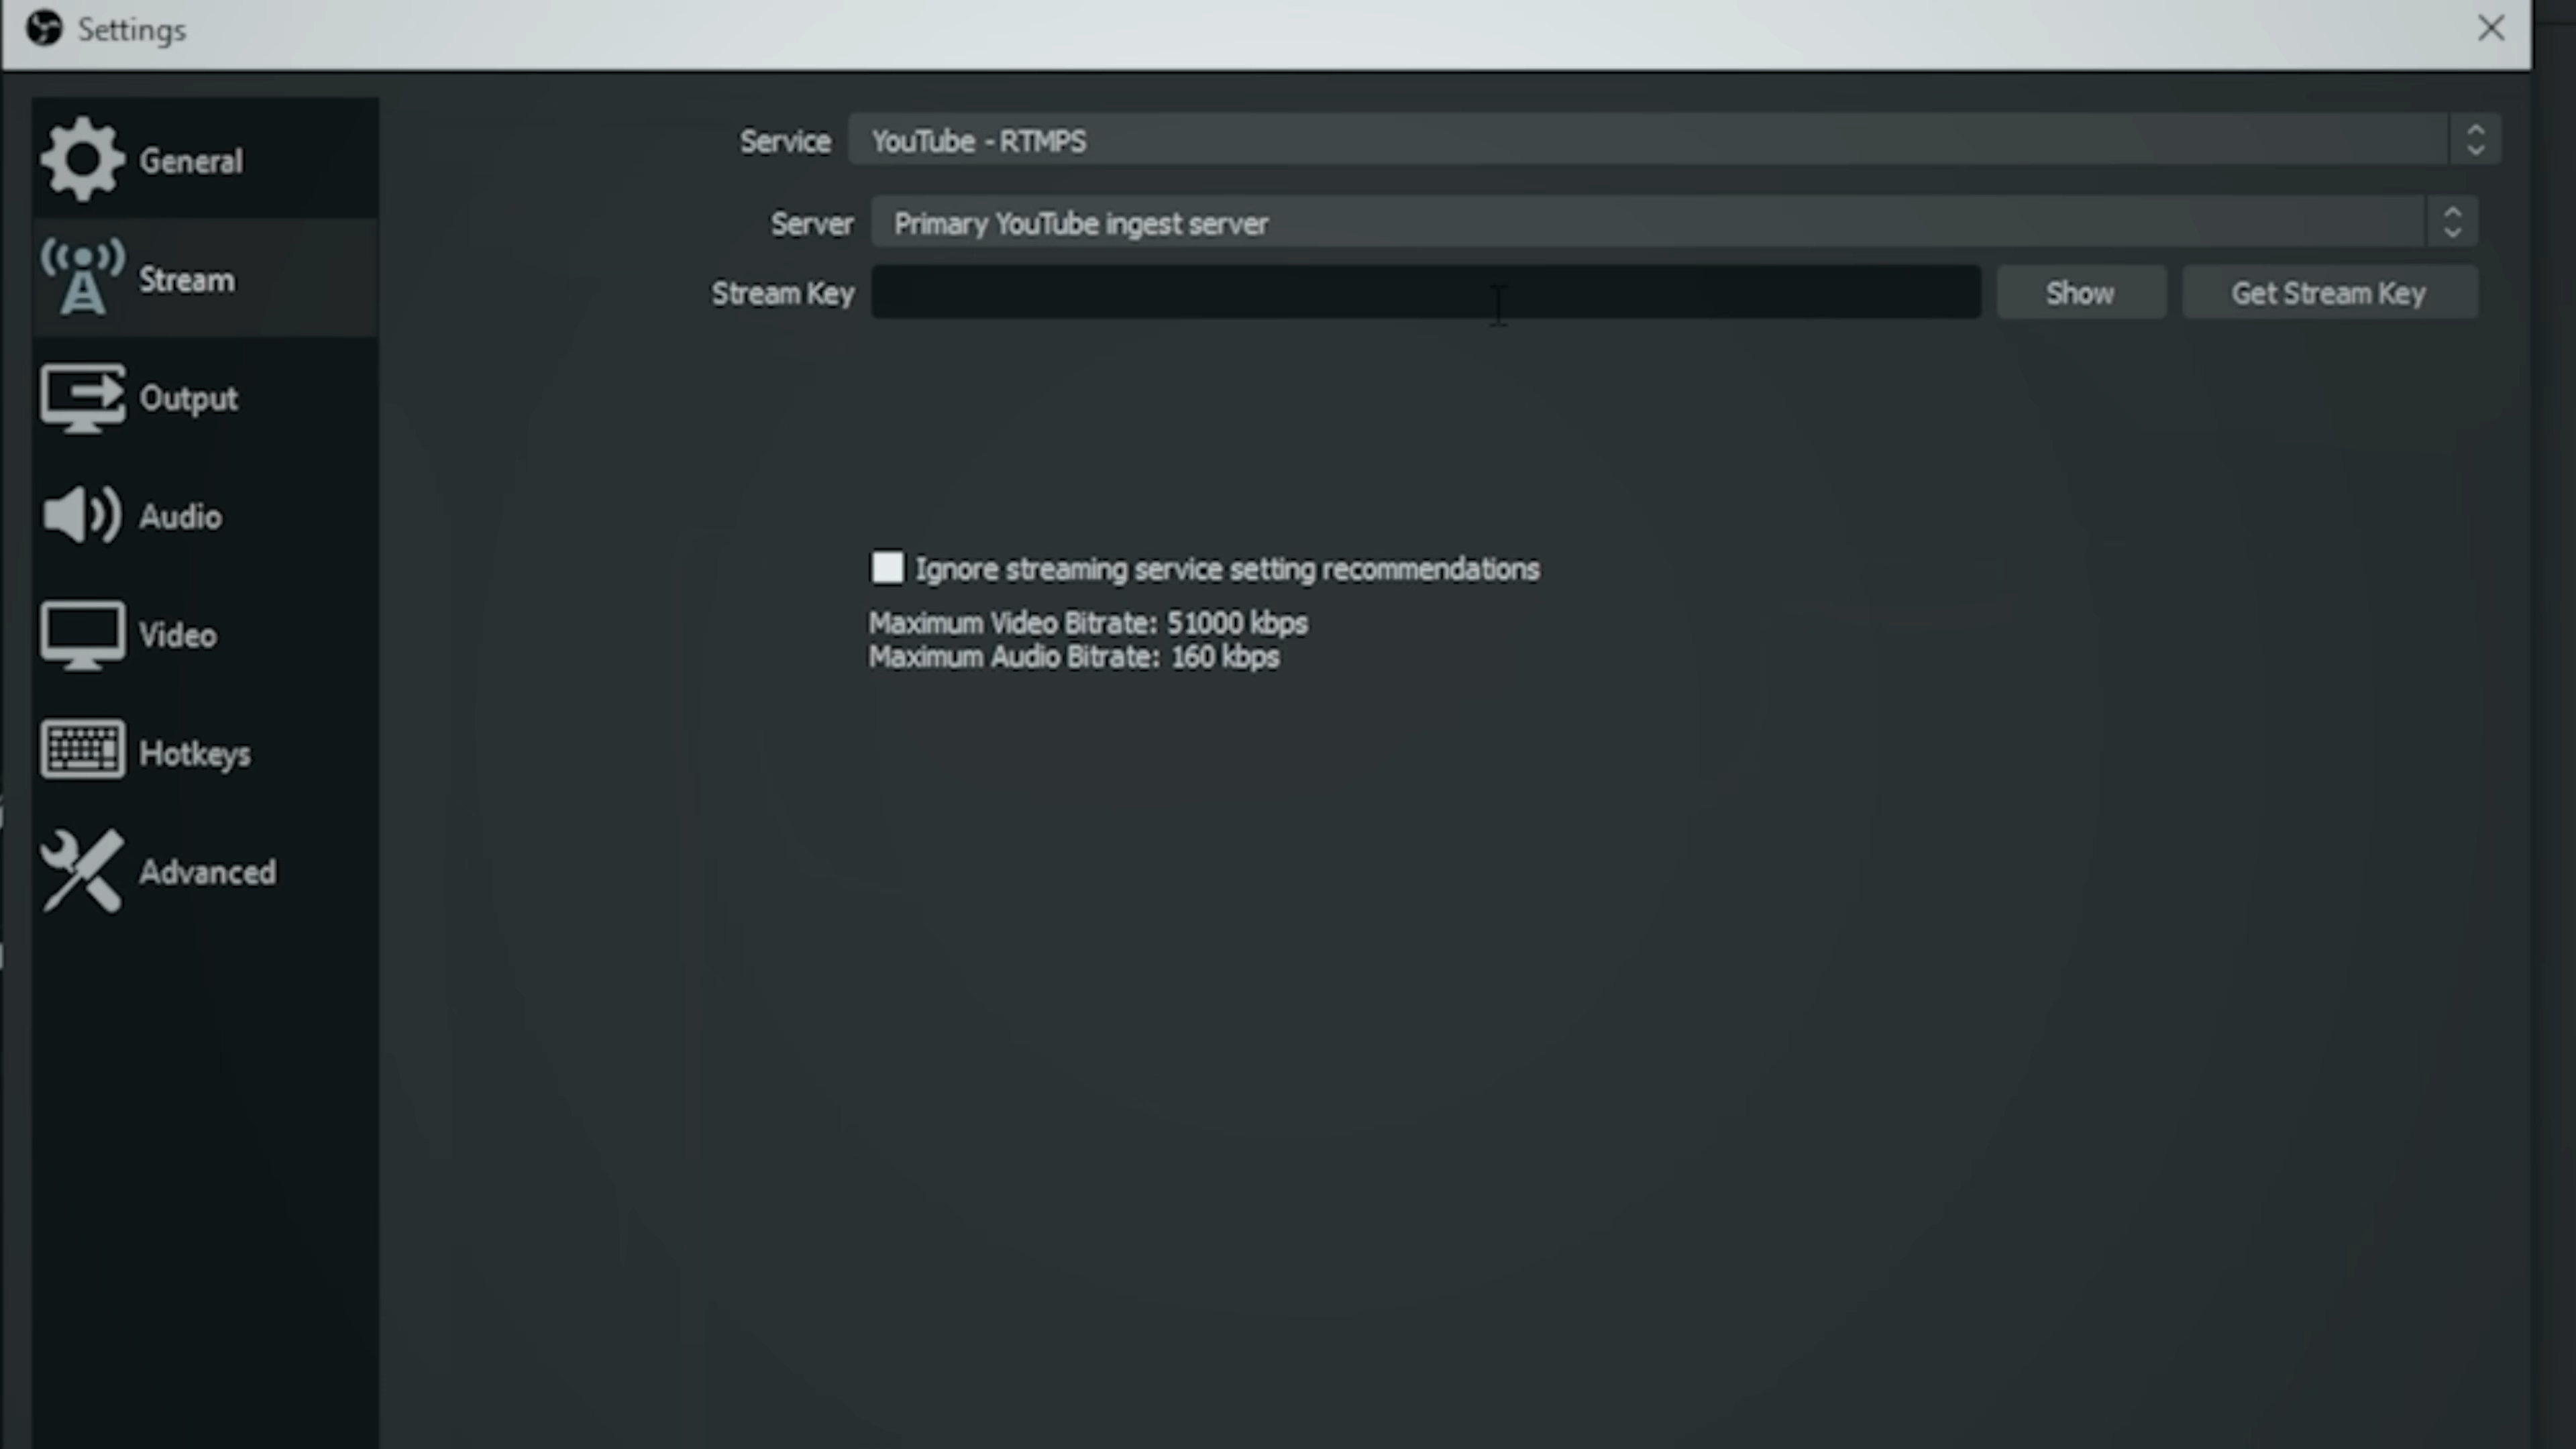 Settings
General
Stream
Output
Audio
Video
Hotkeys
Advanced
Service YouTube - RTMPS
Server Primary YouTube ingest server
Stream Key Show Get Stream Key
Ignore streaming service setting recommendations
Maximum Video Bitrate: 51000 kbps
Maximum Audio Bitrate: 160 kbps